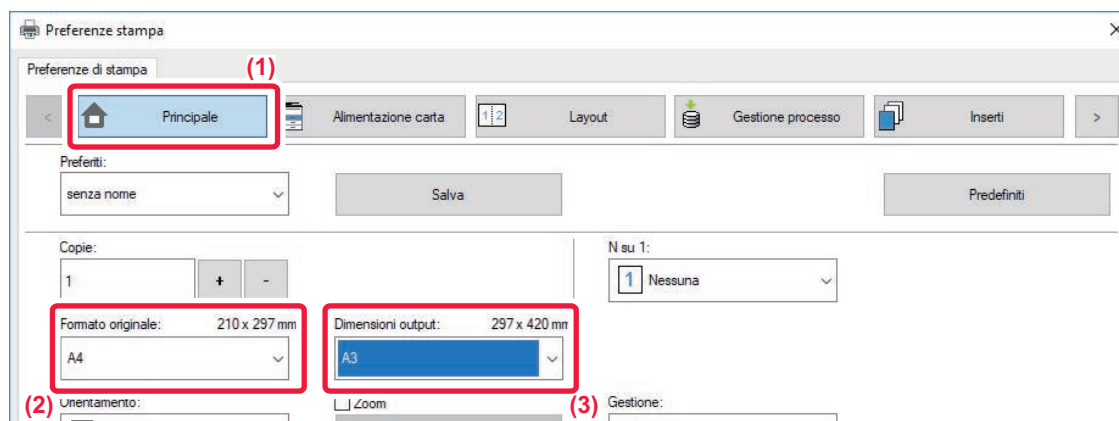 Preferenze stampa
Preferenze di stampa
(1)
< Principale Alimentazione carta 1 2 Layout Gestione processo Inserti >
Preferiti:
senza nome Salva Predefiniti
Copie: N su 1:
1 + - 1 Nessuna
Formato originale: 210 x 297 mm Dimensioni output: 297 x 420 mm
A4 A3
(2) Orientamento: Zoom (3) Gestione: